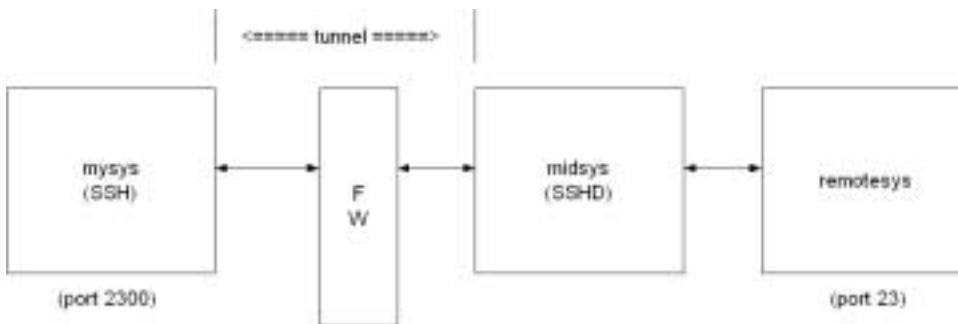 <===== tunnel =====>
mysys
(SSH)
F
W
midsys
(SSHD)
remotesys
(port 2300)
(port 23)